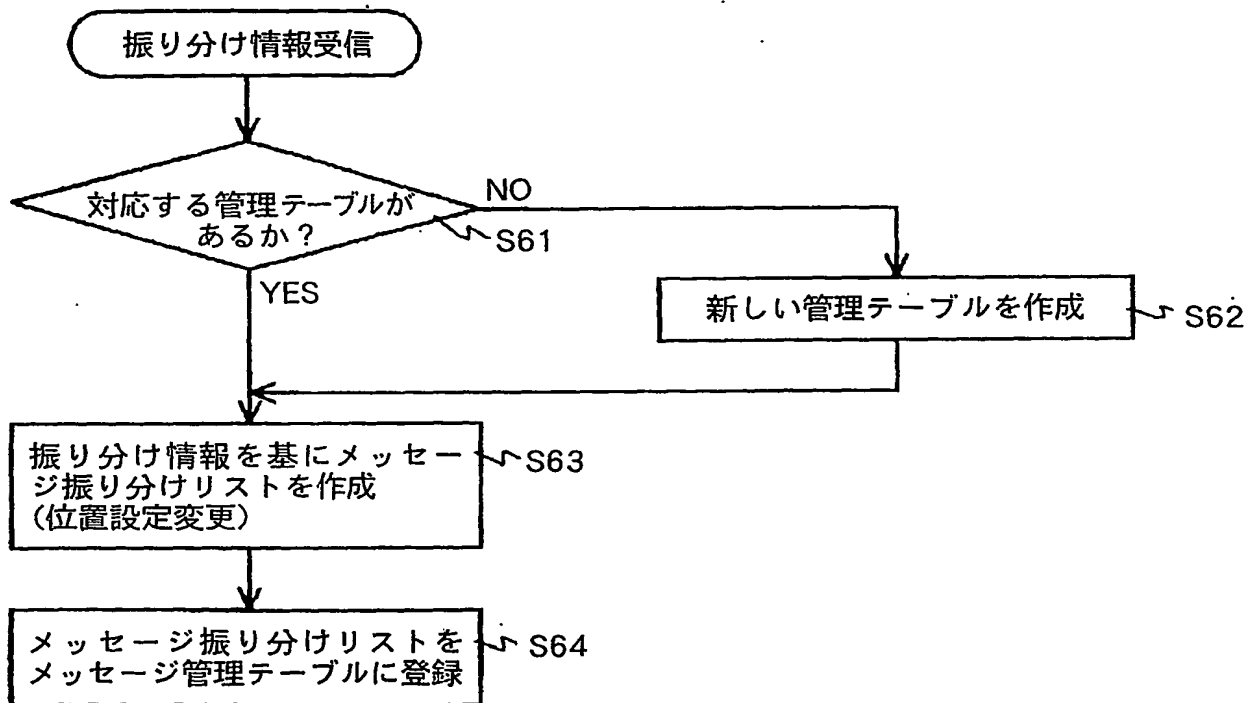 振り分け情報受信
対応する管理テーブルが
あるか？
NO
S61
YES
新しい管理テーブルを作成
S62
振り分け情報を基にメッセー
ジ振り分けリストを作成
(位置設定変更)
S63
メッセージ振り分けリストを
メッセージ管理テーブルに登録
S64